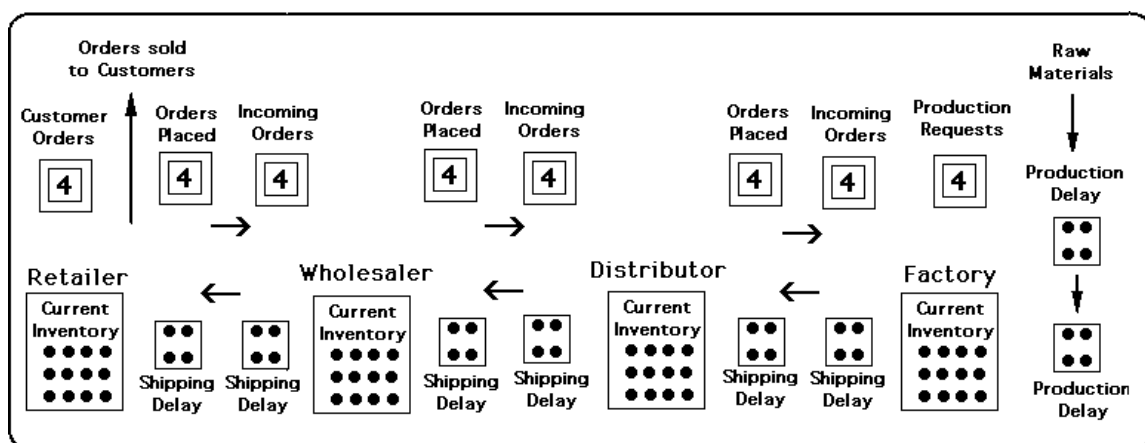 Orders sold
to Customers
Customer
Orders
4
Orders
Placed
4
Incoming
Orders
4
Orders
Placed
4
Incoming
Orders
4
Orders
Placed
4
Incoming
Orders
4
Production
Requests
4
Raw
Materials
Production
Delay
Retailer
Current
Inventory
Shipping
Delay
Shipping
Delay
Wholesaler
Current
Inventory
Shipping
Delay
Shipping
Delay
Distributor
Current
Inventory
Shipping
Delay
Shipping
Delay
Factory
Current
Inventory
Production
Delay